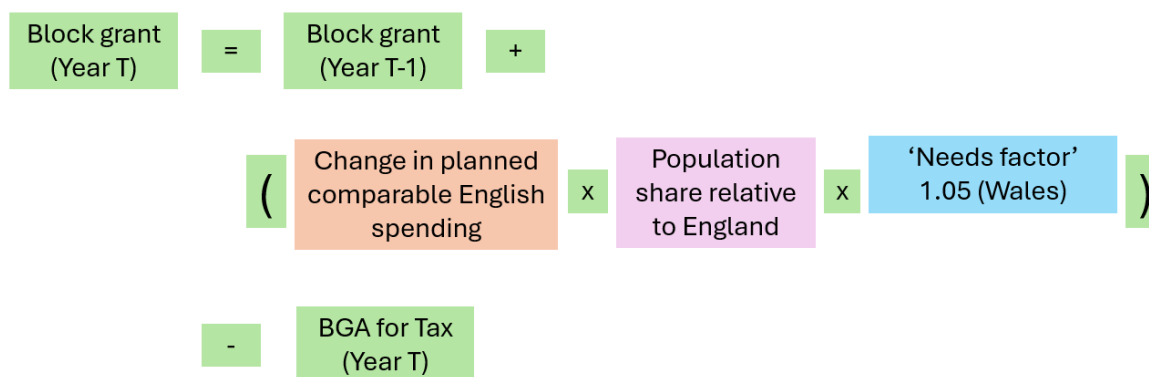 Block grant
(Year T)
=
Block grant
(Year T-1)
+
(
Change in planned
comparable English
spending
x
Population
share relative
to England
x
‘Needs factor’
1.05 (Wales)
)
-
BGA for Tax
(Year T)